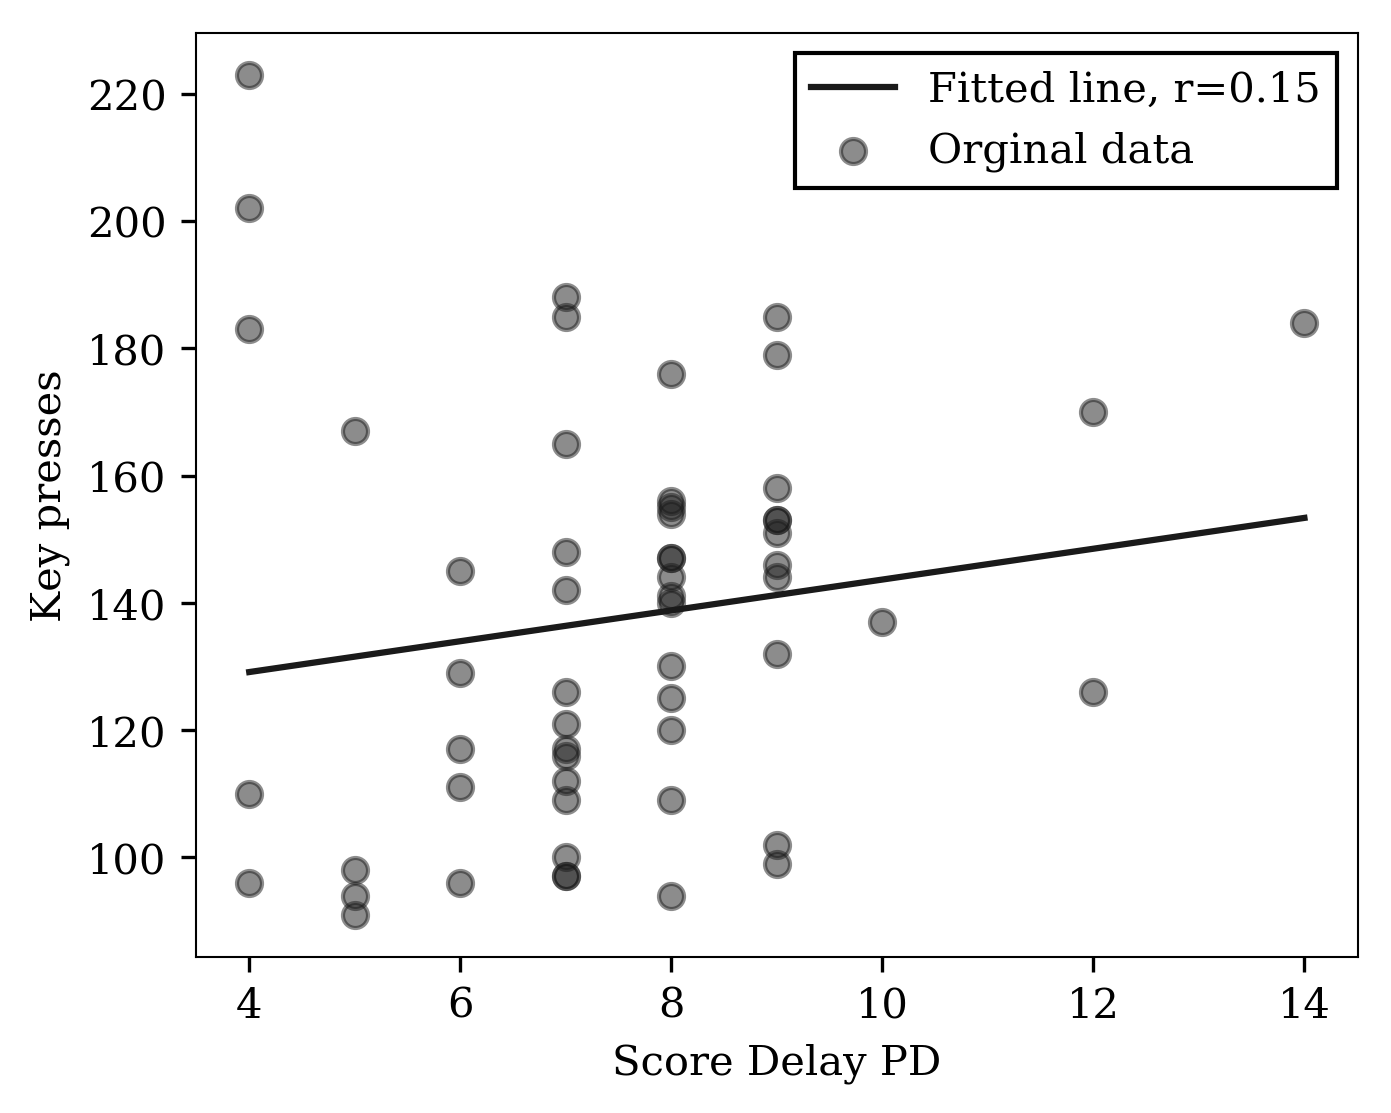 Fitted line, r=0.15
Orginal data
220
200
180
160
140
120
100
Key presses
4 6 8 10 12 14
Score Delay PD